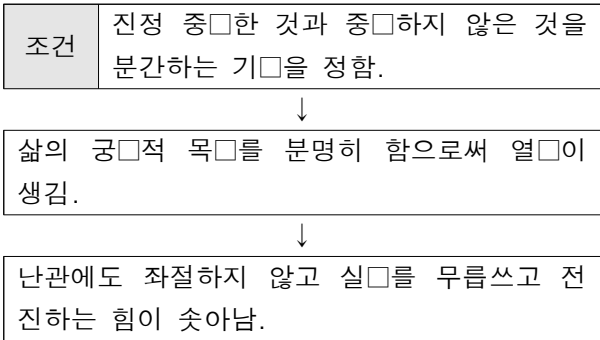 조건
진정 중□한 것과 중□하지 않은 것을
분간하는 기□을 정함.
↓
삶의 궁□적 목□를 분명히 함으로써 열□이
생김.
↓
난관에도 좌절하지 않고 실□를 무릅쓰고 전
진하는 힘이 솟아남.